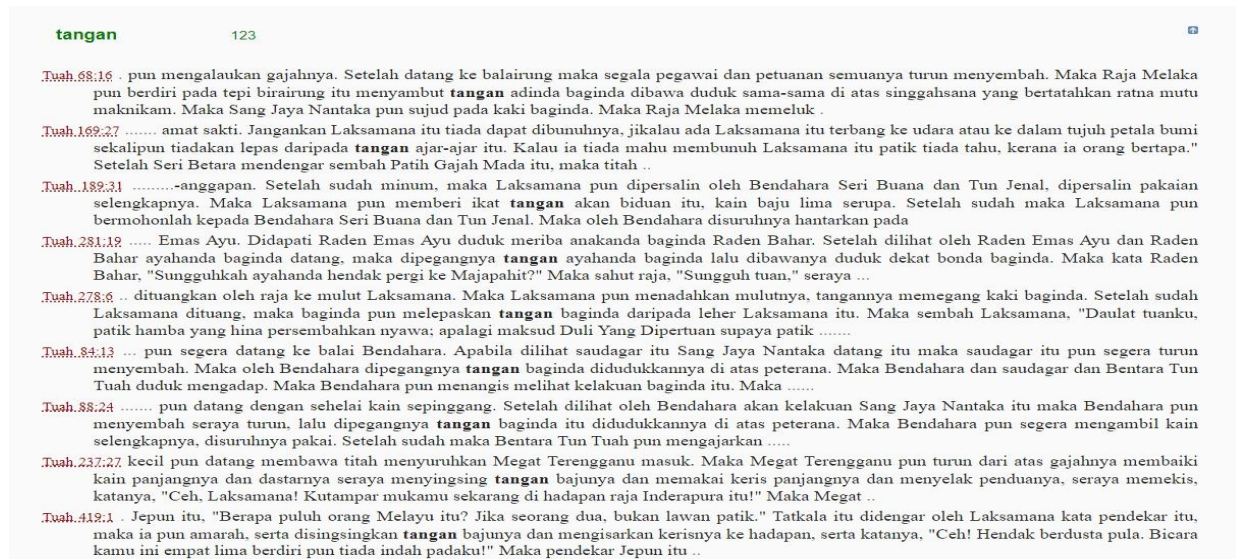 tangan 123
Tuah 68:16 . pun mengalaukan gajahnya. Setelah datang ke balairung maka segala pegawai dan petuanan semuanya turun menyembah. Maka Raja Melaka
pun berdiri pada tepi birairung itu menyambut tangan adinda baginda dibawa duduk sama-sama di atas singgahsana yang bertatahkan ratna mutu
maknikam. Maka Sang Jaya Nantaka pun sujud pada kaki baginda. Maka Raja Melaka memeluk .
Tuah 169:27 ....... amat sakti. Jangankan Laksamana itu tiada dapat dibunuhnya, jikalau ada Laksamana itu terbang ke udara atau ke dalam tujuh petala bumi
sekalipun tiadakan lepas daripada tangan ajar-ajar itu. Kalau ia tiada mahu membunuh Laksamana itu patik tiada tahu, kerana ia orang bertapa."
Setelah Seri Betara mendengar sembah Patih Gajah Mada itu, maka titah ..
Tuah 189:31 .........-anggapan. Setelah sudah minum, maka Laksamana pun dipersalin oleh Bendahara Seri Buana dan Tun Jenal, dipersalin pakaian
selengkapnya. Maka Laksamana pun memberi ikat tangan akan biduan itu, kain baju lima serupa. Setelah sudah maka Laksamana pun
bermohonlah kepada Bendahara Seri Buana dan Tun Jenal. Maka oleh Bendahara disuruhnya hantarkan pada
Tuah 281:19 ..... Emas Ayu. Didapati Raden Emas Ayu duduk meriba anakanda baginda Raden Bahar. Setelah dilihat oleh Raden Emas Ayu dan Raden
Bahar ayahanda baginda datang, maka dipegangnya tangan ayahanda baginda lalu dibawanya duduk dekat bonda baginda. Maka kata Raden
Bahar, "Sungguhkah ayahanda hendak pergi ke Majapahit?" Maka sahut raja, "Sungguh tuan," seraya ...
Tuah 278:6 .. dituangkan oleh raja ke mulut Laksamana. Maka Laksamana pun menadahkan mulutnya, tangannya memegang kaki baginda. Setelah sudah
Laksamana dituang, maka baginda pun melepaskan tangan baginda daripada leher Laksamana itu. Maka sembah Laksamana, "Daulat tuanku,
patik hamba yang hina persembahkan nyawa; apalagi maksud Duli Yang Dipertuan supaya patik .......
Tuah 84:13 ... pun segera datang ke balai Bendahara. Apabila dilihat saudagar itu Sang Jaya Nantaka datang itu maka saudagar itu pun segera turun
menyembah. Maka oleh Bendahara dipegangnya tangan baginda didudukkannya di atas peterana. Maka Bendahara dan saudagar dan Bentara Tun
Tuah duduk mengadap. Maka Bendahara pun menangis melihat kelakuan baginda itu. Maka ......
Tuah 88:24 ....... pun datang dengan sehelai kain sepinggang. Setelah dilihat oleh Bendahara akan kelakuan Sang Jaya Nantaka itu maka Bendahara pun
menyembah seraya turun, lalu dipegangnya tangan baginda itu didudukkannya di atas peterana. Maka Bendahara pun segera mengambil kain
selengkapnya, disuruhnya pakai. Setelah sudah maka Bentara Tun Tuah pun mengajarkan .....
Tuah 237:27 kecil pun datang membawa titah menyuruhkan Megat Terengganu masuk. Maka Megat Terengganu pun turun dari atas gajahnya membaiki
kain panjangnya dan dastarnya seraya menyingsing tangan bajunya dan memakai keris panjangnya dan menyelak penduanya, seraya memekis,
katanya, "Ceh, Laksamana! Kutampar mukamu sekarang di hadapan raja Inderapura itu!" Maka Megat ..
Tuah 419:1 . Jepun itu, "Berapa puluh orang Melayu itu? Jika seorang dua, bukan lawan patik." Tatkala itu didengar oleh Laksamana kata pendekar itu,
maka ia pun amarah, serta disingsingkan tangan bajunya dan mengisarkan kerisnya ke hadapan, serta katanya, "Ceh! Hendak berdusta pula. Bicara
kamu ini empat lima berdiri pun tiada indah padaku!" Maka pendekar Jepun itu ..